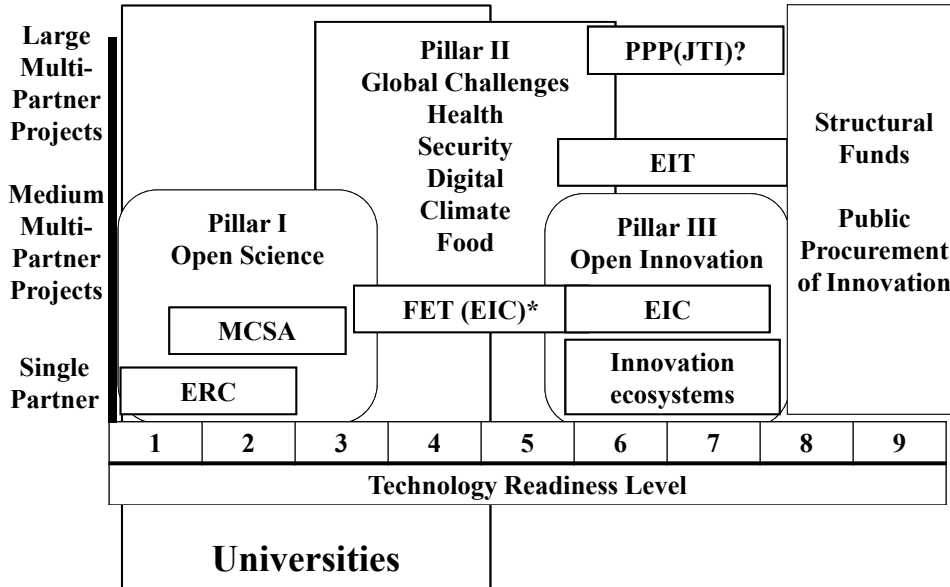 Large
Multi-
Partner
Projects
Medium
Multi-
Partner
Projects
Single
Partner
Pillar I
Open Science
MCSA
ERC
Pillar II
Global Challenges
Health
Security
Digital
Climate
Food
FET (EIC)*
PPP(JTI)?
EIT
Pillar III
Open Innovation
EIC
Innovation
ecosystems
Structural
Funds
Public
Procurement
of Innovation
1 2 3 4 5 6 7 8 9
Technology Readiness Level
Universities